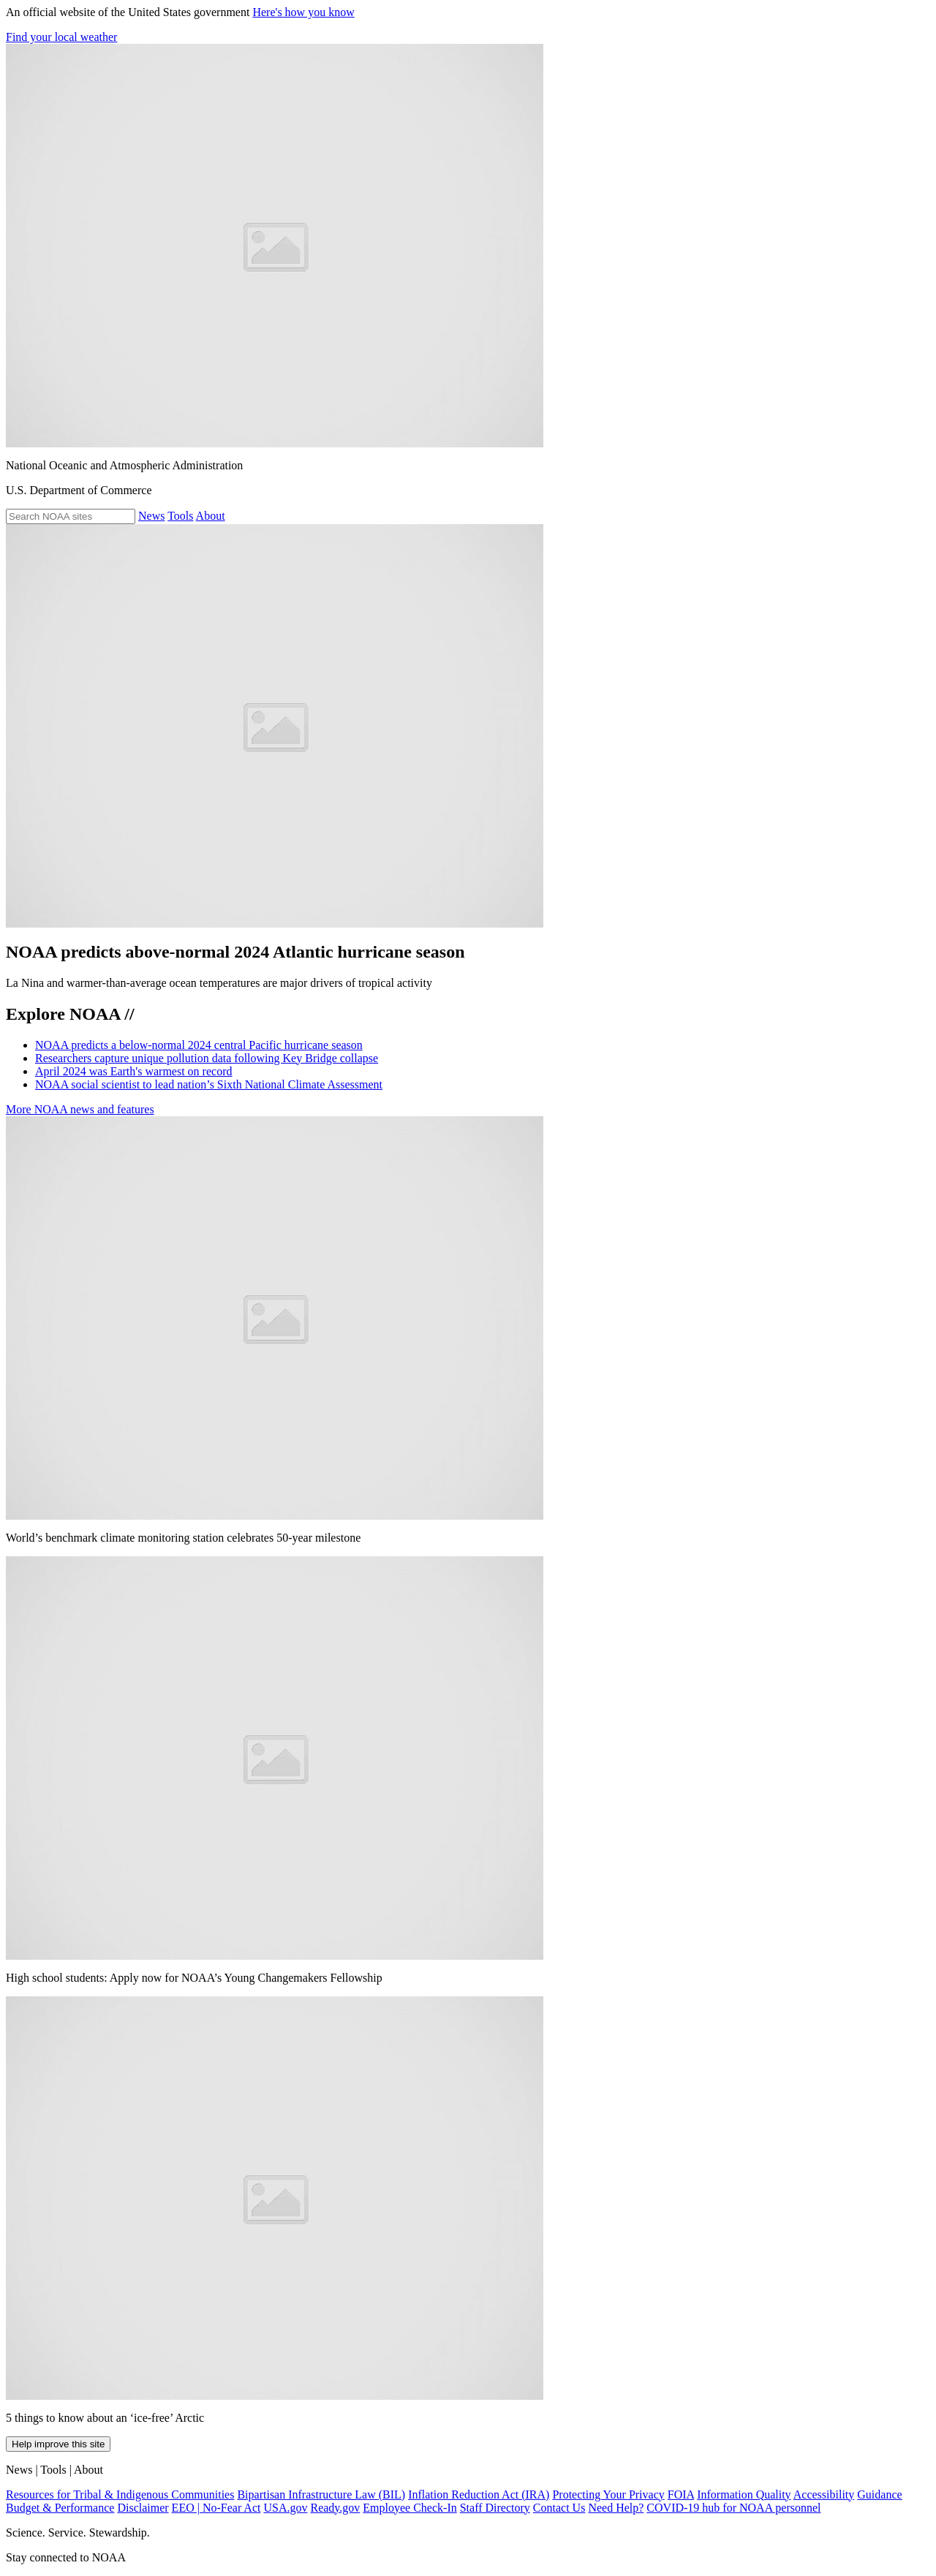 An official website of the United States government Here's how you know
Find your local weather
National Oceanic and Atmospheric Administration
U.S. Department of Commerce
Search NOAA sites News Tools About
NOAA predicts above-normal 2024 Atlantic hurricane season
La Nina and warmer-than-average ocean temperatures are major drivers of tropical activity
Explore NOAA //
• NOAA predicts a below-normal 2024 central Pacific hurricane season
• Researchers capture unique pollution data following Key Bridge collapse
• April 2024 was Earth's warmest on record
• NOAA social scientist to lead nation’s Sixth National Climate Assessment
More NOAA news and features
World’s benchmark climate monitoring station celebrates 50-year milestone
High school students: Apply now for NOAA’s Young Changemakers Fellowship
5 things to know about an ‘ice-free’ Arctic
Help improve this site
News | Tools | About
Resources for Tribal & Indigenous Communities Bipartisan Infrastructure Law (BIL) Inflation Reduction Act (IRA) Protecting Your Privacy FOIA Information Quality Accessibility Guidance
Budget & Performance Disclaimer EEO | No-Fear Act USA.gov Ready.gov Employee Check-In Staff Directory Contact Us Need Help? COVID-19 hub for NOAA personnel
Science. Service. Stewardship.
Stay connected to NOAA